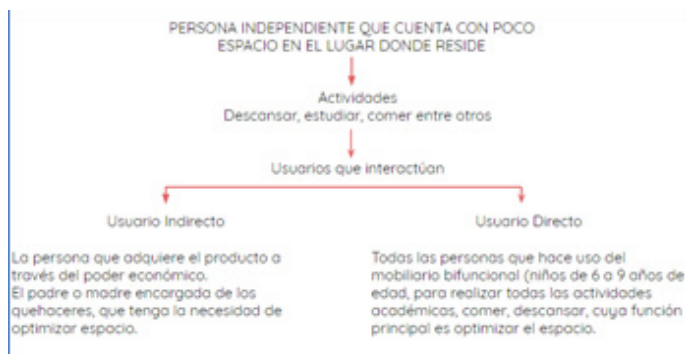 PERSONA INDEPENDIENTE QUE CUENTA CON POCO
ESPACIO EN EL LUGAR DONDE RESIDE
Actividades
Descansar, estudiar, comer entre otros
Usuarios que interactúan
Usuario Indirecto
La persona que adquiere el producto a
través del poder económico.
El padre o madre encargada de los
quehaceres, que tenga la necesidad de
optimizar espacio.
Usuario Directo
Todas las personas que hace uso del
mobiliario bifuncional (niños de 6 a 9 años de
edad, para realizar todas las actividades
académicas, comer, descansar, cuya función
principal es optimizar el espacio.